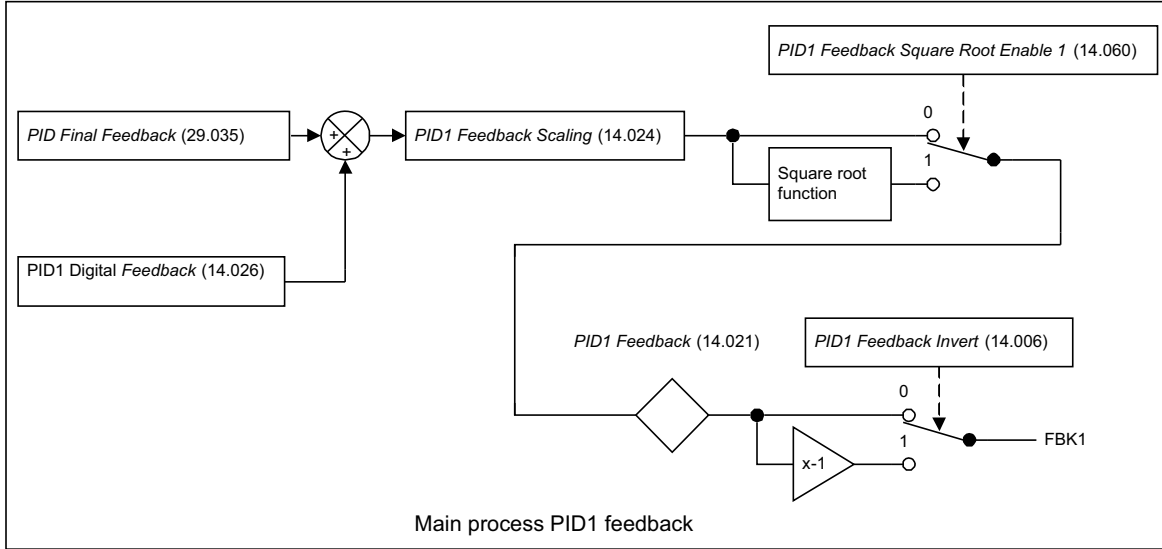 PID1 Feedback Square Root Enable 1 (14.060)
PID Final Feedback (29.035)
+
+
PID1 Feedback Scaling (14.024)
0
1
Square root
function
PID1 Digital Feedback (14.026)
PID1 Feedback (14.021)
PID1 Feedback Invert (14.006)
0
1
x-1
FBK1
Main process PID1 feedback